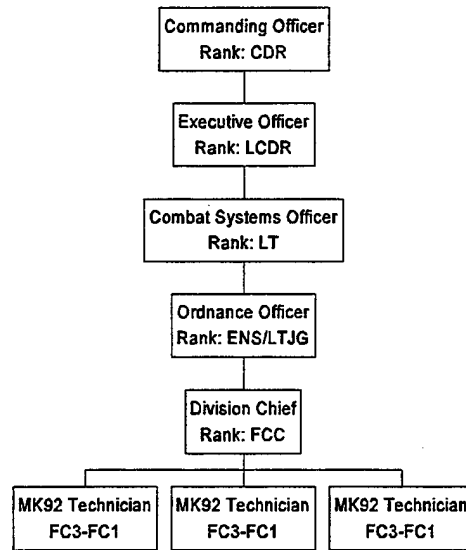 Commanding Officer
Rank: CDR
Executive Officer
Rank: LCDR
Combat Systems Officer
Rank: LT
Ordnance Officer
Rank: ENS/LTJG
Division Chief
Rank: FCC
MK92 Technician
FC3-FC1
MK92 Technician
FC3-FC1
MK92 Technician
FC3-FC1